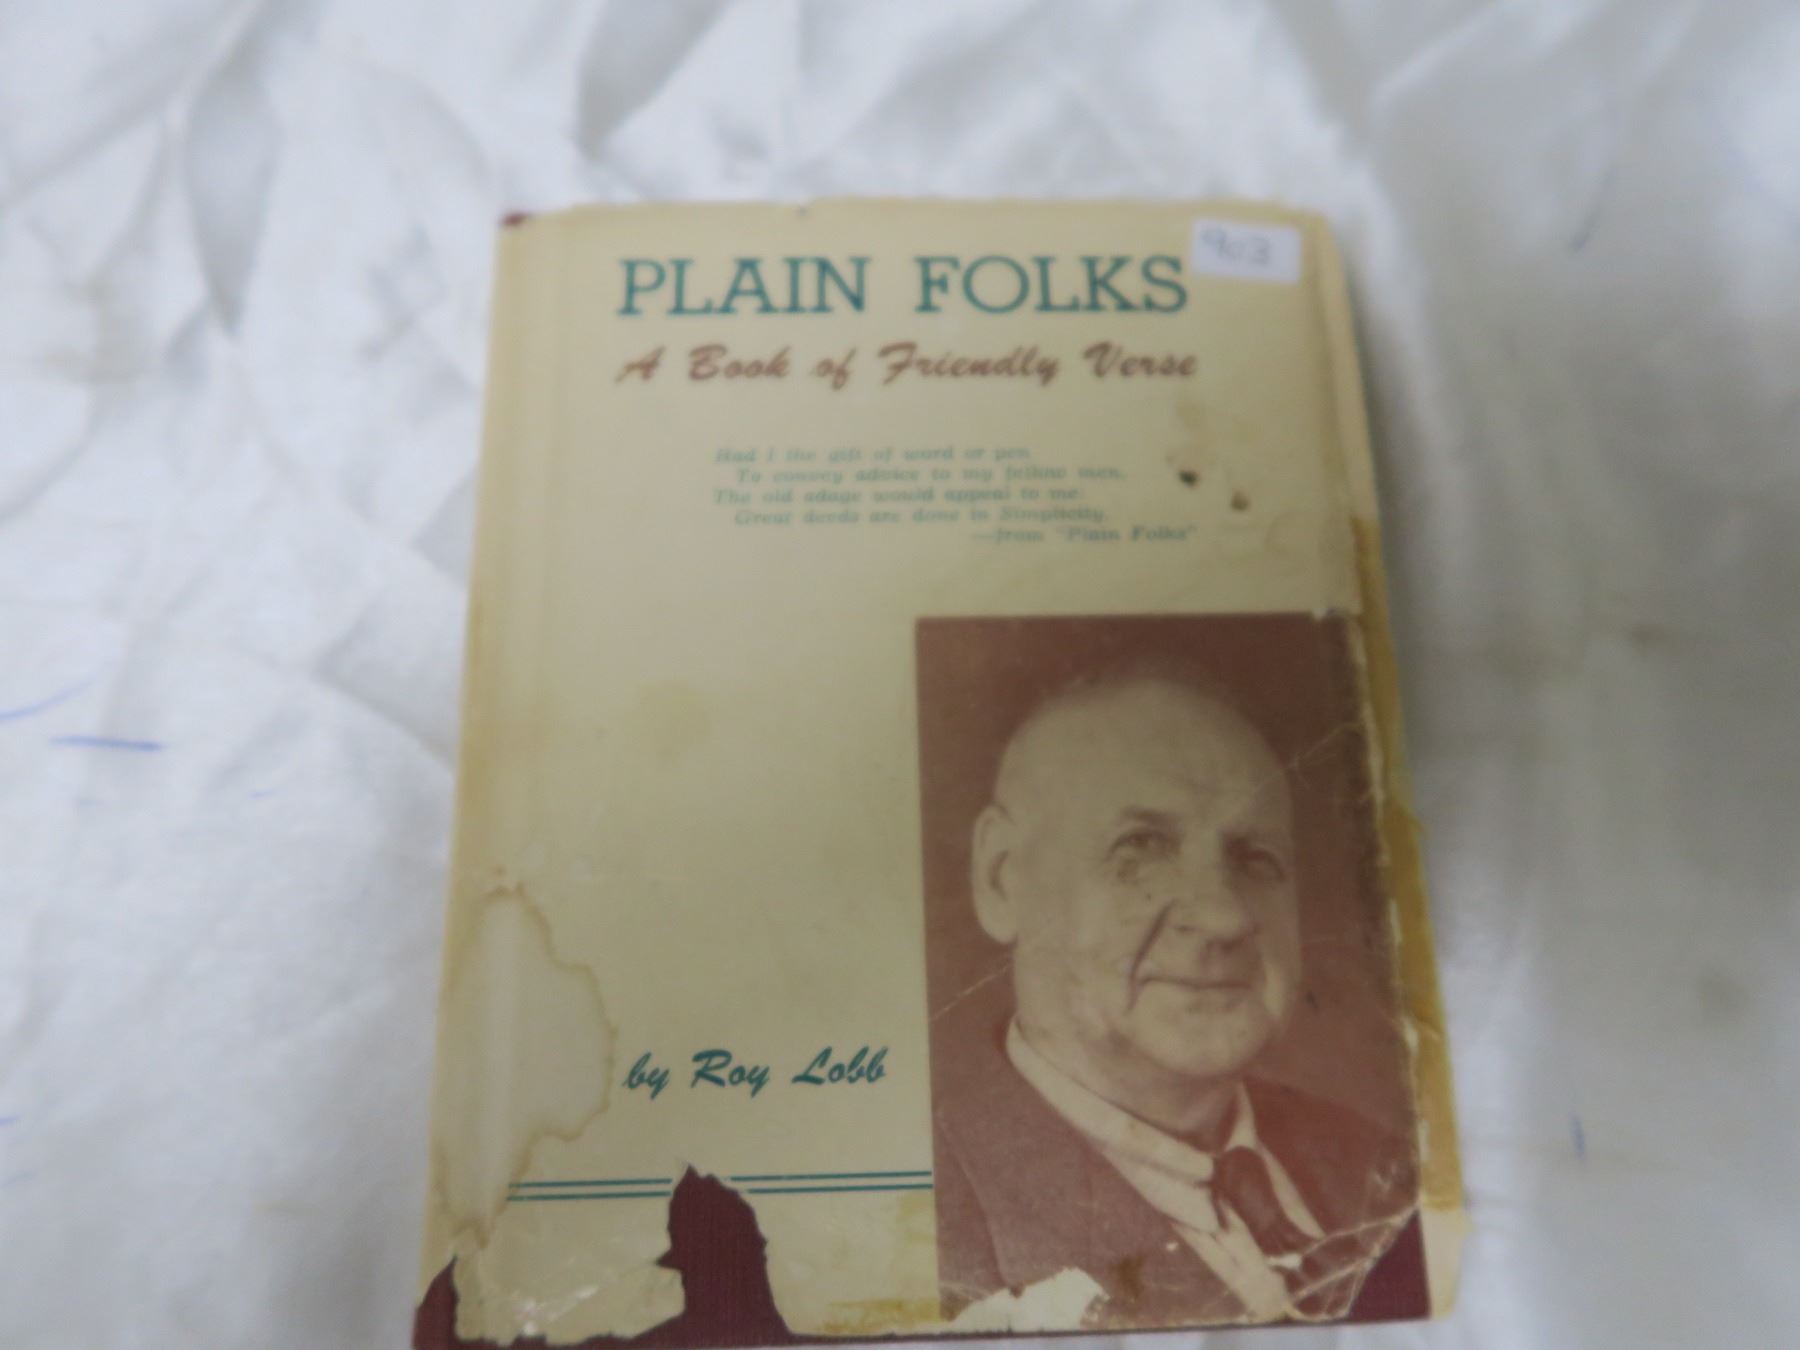 PLAIN FOLKS
903
A Book of Friendly Verse
Had I the gift of word or pen
To convey advice to my fellow men,
The old adage would appeal to me:
Great deeds are done in Simplicity.
—from "Plain Folks"
by Roy Lobb